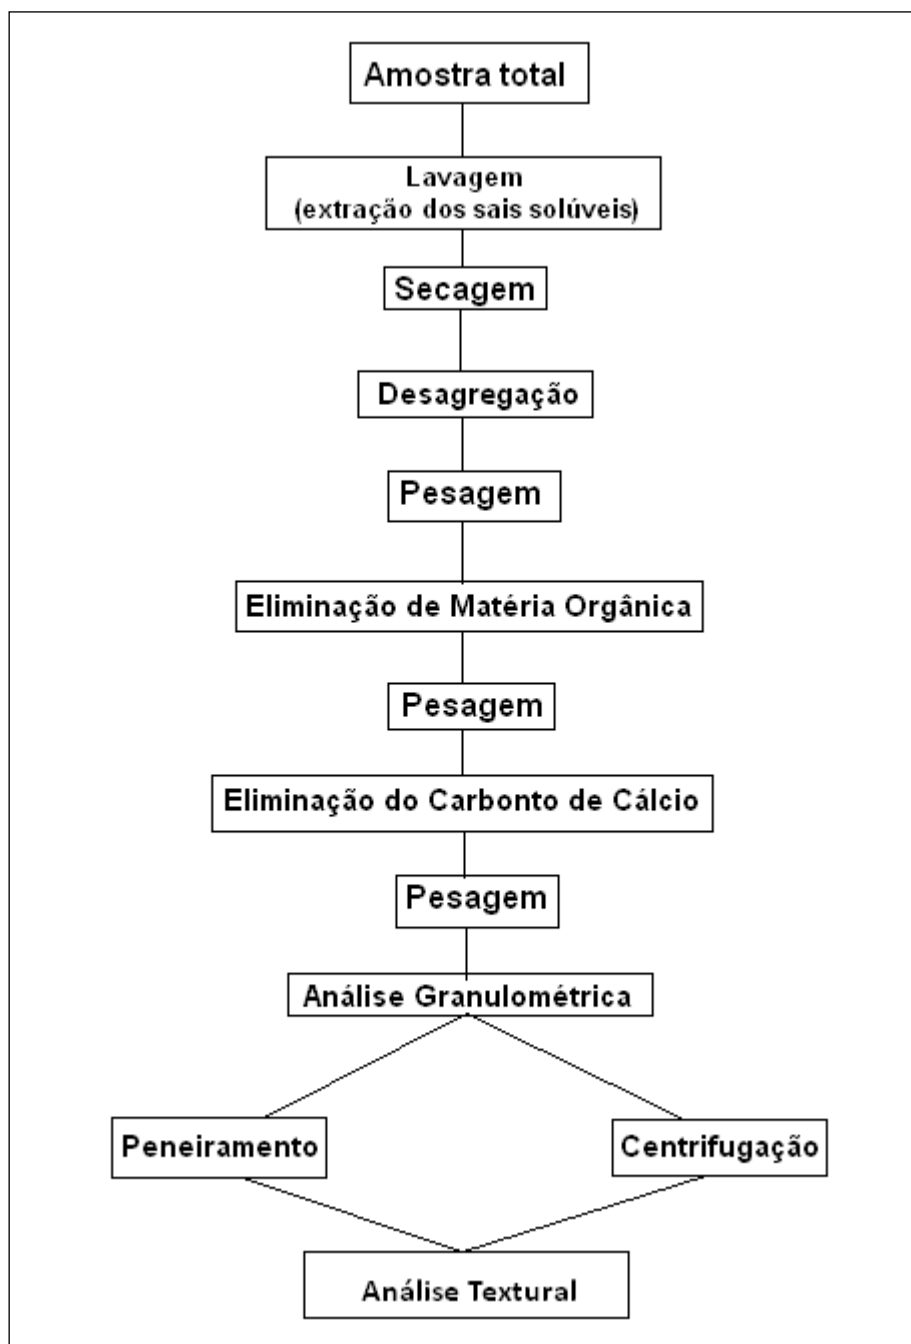 Amostra total
Lavagem
(extração dos sais solúveis)
Secagem
Desagregação
Pesagem
Eliminação de Matéria Orgânica
Pesagem
Eliminação do Carbonto de Cálcio
Pesagem
Análise Granulométrica
Peneiramento
Centrifugação
Análise Textural